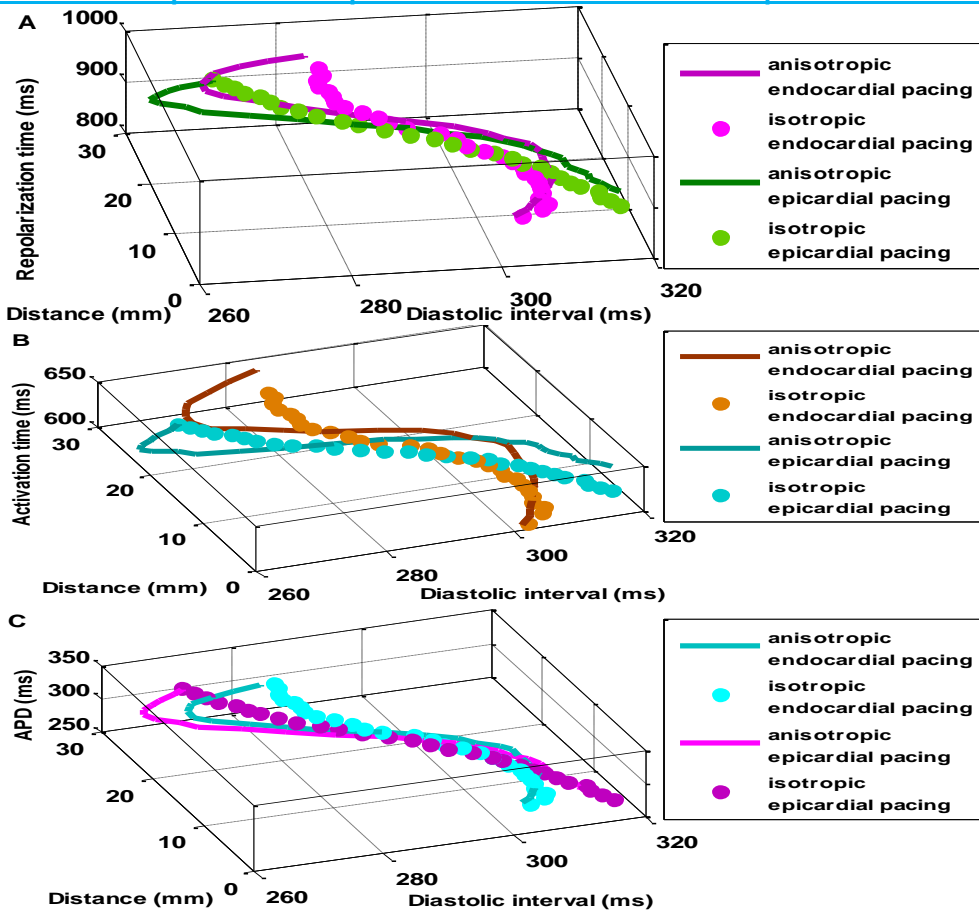 A
1000
900
800
30
20
10
0
260
280
300
320
Repolarization time (ms)
Distance (mm)
Diastolic interval (ms)
anisotropic
endocardial pacing
isotropic
endocardial pacing
anisotropic
epicardial pacing
isotropic
epicardial pacing
B
650
600
30
20
10
0
260
280
300
320
Activation time (ms)
Distance (mm)
Diastolic interval (ms)
anisotropic
endocardial pacing
isotropic
endocardial pacing
anisotropic
epicardial pacing
isotropic
epicardial pacing
C
350
300
250
30
20
10
0
260
280
300
320
APD (ms)
Distance (mm)
Diastolic interval (ms)
anisotropic
endocardial pacing
isotropic
endocardial pacing
anisotropic
epicardial pacing
isotropic
epicardial pacing